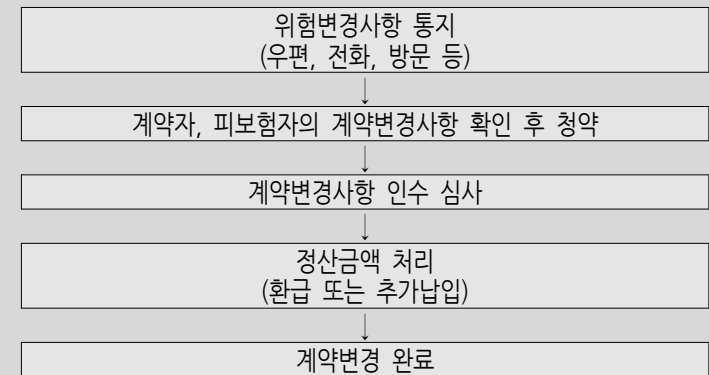 위험변경사항 통지
(우편, 전화, 방문 등)
↓
계약자, 피보험자의 계약변경사항 확인 후 청약
↓
계약변경사항 인수 심사
↓
정산금액 처리
(환급 또는 추가납입)
↓
계약변경 완료